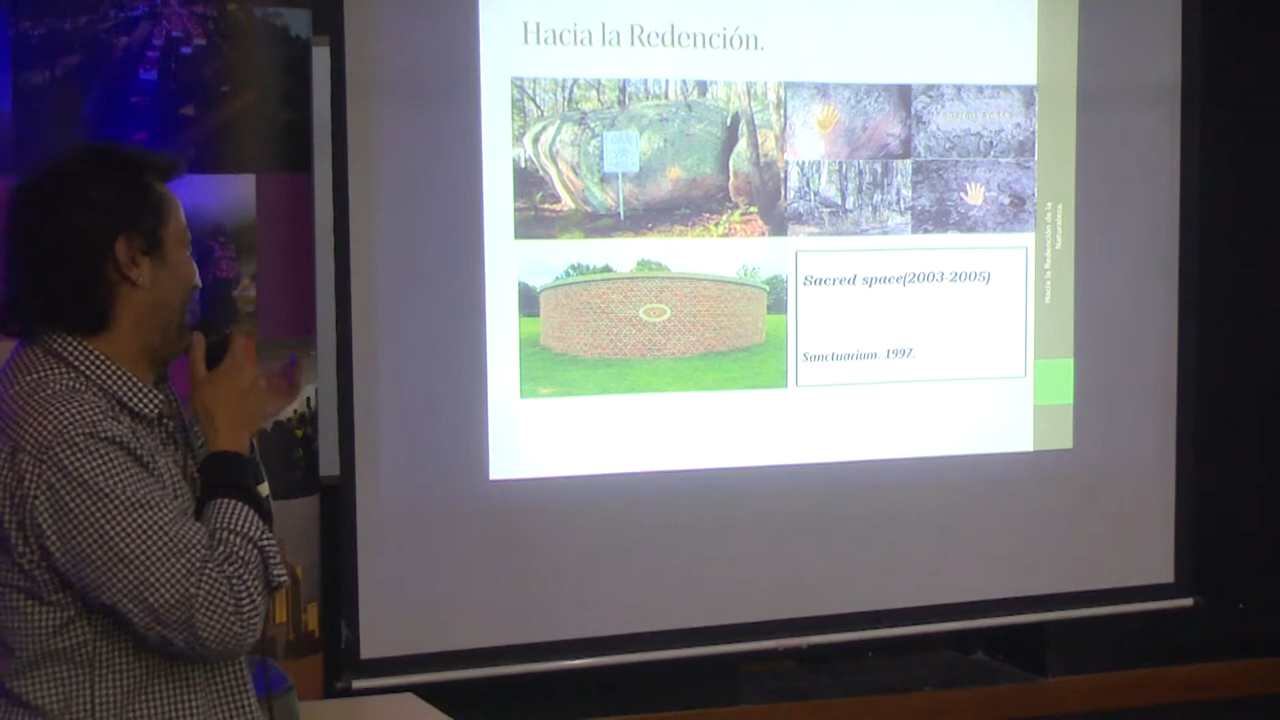 Hacia la Redención.
Sacred space(2003-2005)
Sanctuarium. 1997.
Hacia la Redención de la
Naturaleza.